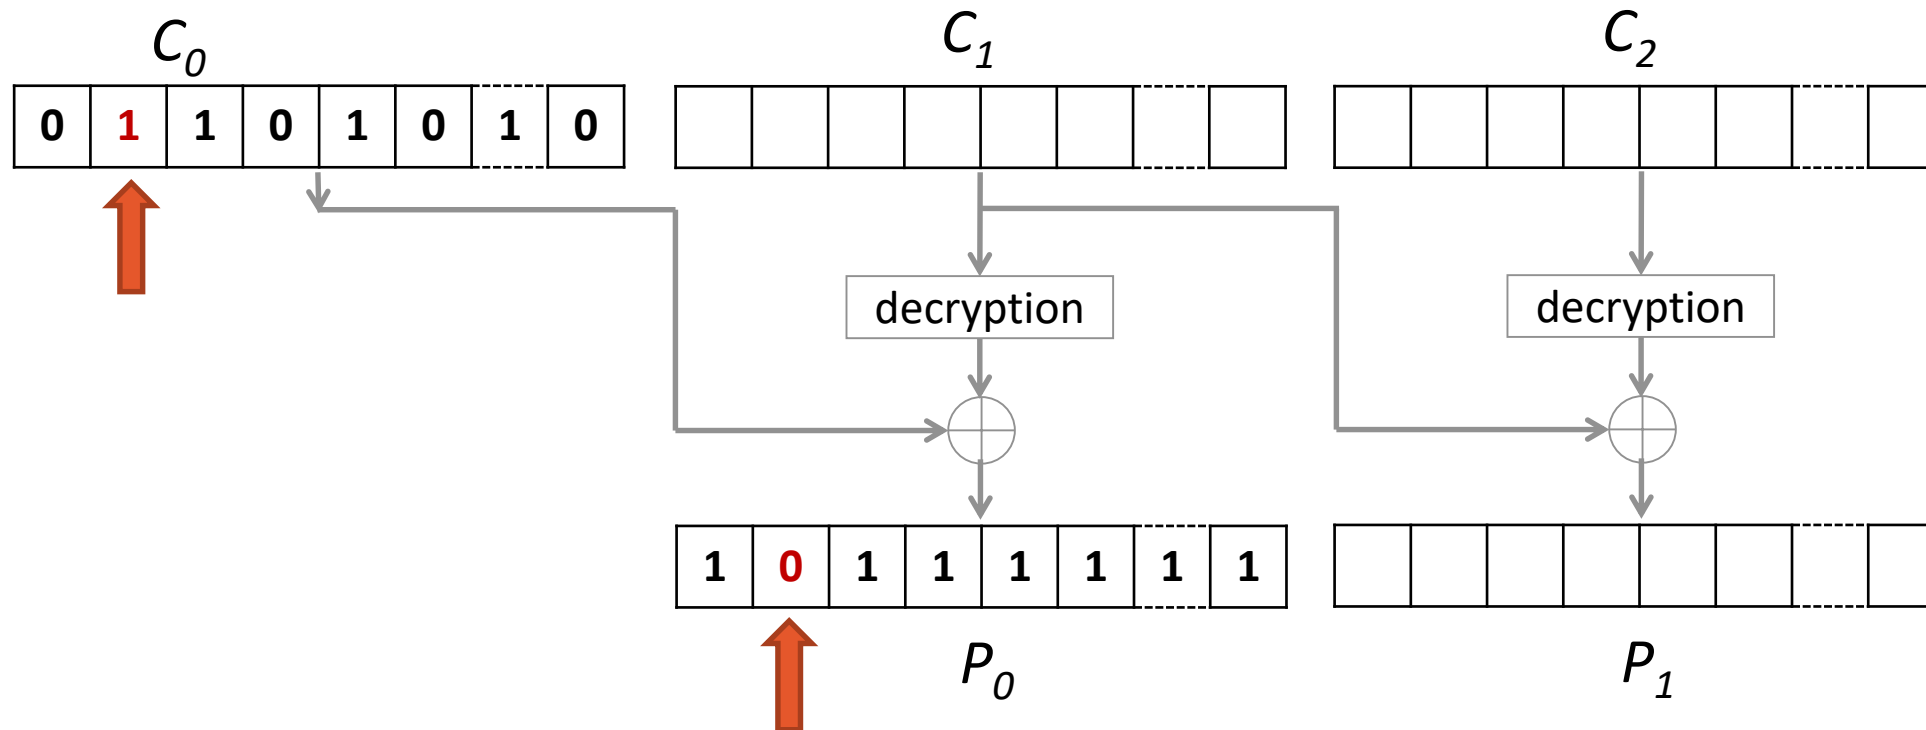 C0 C1 C2
0 1 1 0 1 0 1 0
decryption decryption
1 0 1 1 1 1 1 1
P0 P1